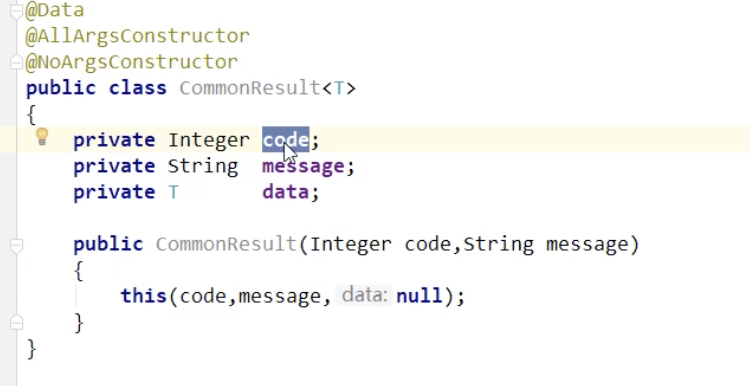 @Data
@AllArgsConstructor
@NoArgsConstructor
public class CommonResult<T>
{
    private Integer code;
    private String  message;
    private T       data;

    public CommonResult(Integer code,String message)
    {
        this(code,message, data: null);
    }
}